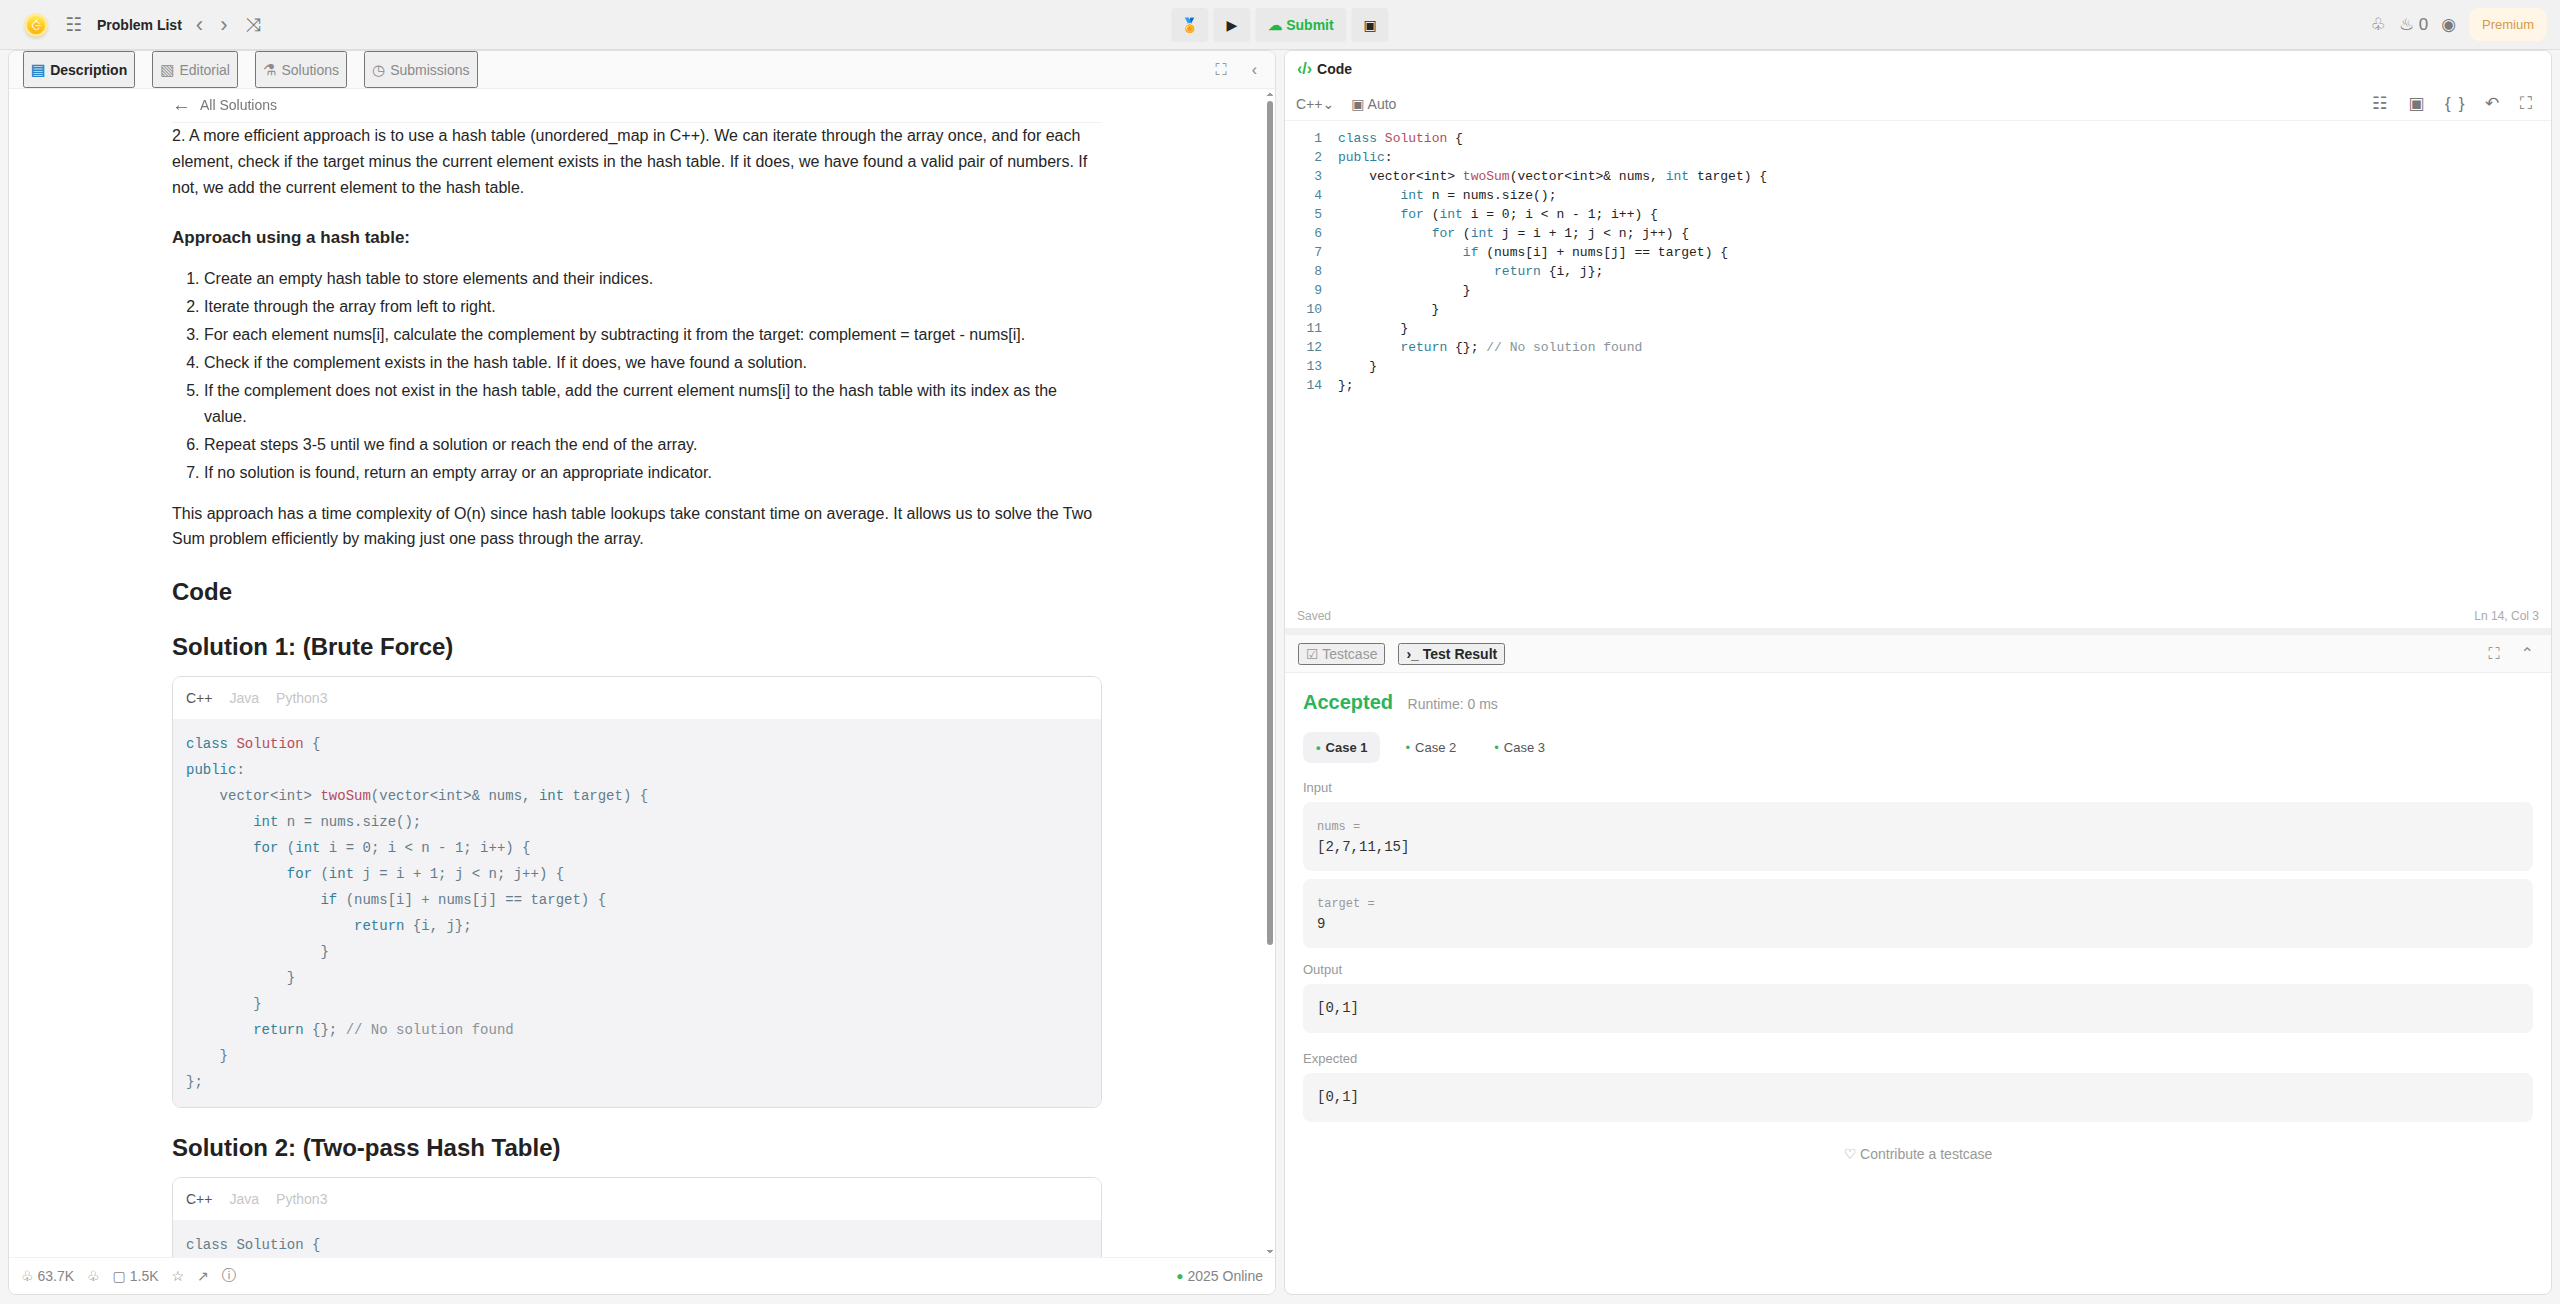 Problem List
Submit
0
Premium
Description
Editorial
Solutions
Submissions
← All Solutions
2. A more efficient approach is to use a hash table (unordered_map in C++). We can iterate through the array once, and for each
element, check if the target minus the current element exists in the hash table. If it does, we have found a valid pair of numbers. If
not, we add the current element to the hash table.
Approach using a hash table:
1. Create an empty hash table to store elements and their indices.
2. Iterate through the array from left to right.
3. For each element nums[i], calculate the complement by subtracting it from the target: complement = target - nums[i].
4. Check if the complement exists in the hash table. If it does, we have found a solution.
5. If the complement does not exist in the hash table, add the current element nums[i] to the hash table with its index as the
value.
6. Repeat steps 3-5 until we find a solution or reach the end of the array.
7. If no solution is found, return an empty array or an appropriate indicator.
This approach has a time complexity of O(n) since hash table lookups take constant time on average. It allows us to solve the Two
Sum problem efficiently by making just one pass through the array.
Code
Solution 1: (Brute Force)
C++ Java Python3
class Solution {
public:
    vector<int> twoSum(vector<int>& nums, int target) {
        int n = nums.size();
        for (int i = 0; i < n - 1; i++) {
            for (int j = i + 1; j < n; j++) {
                if (nums[i] + nums[j] == target) {
                    return {i, j};
                }
            }
        }
        return {}; // No solution found
    }
};
Solution 2: (Two-pass Hash Table)
C++ Java Python3
class Solution {
63.7K
1.5K
2025 Online
‹/› Code
C++
Auto
{ }
1 class Solution {
2 public:
3     vector<int> twoSum(vector<int>& nums, int target) {
4         int n = nums.size();
5         for (int i = 0; i < n - 1; i++) {
6             for (int j = i + 1; j < n; j++) {
7                 if (nums[i] + nums[j] == target) {
8                     return {i, j};
9                 }
10             }
11         }
12         return {}; // No solution found
13     }
14 };
Saved
Ln 14, Col 3
Testcase
›_ Test Result
Accepted
Runtime: 0 ms
• Case 1
• Case 2
• Case 3
Input
nums =
[2,7,11,15]
target =
9
Output
[0,1]
Expected
[0,1]
Contribute a testcase